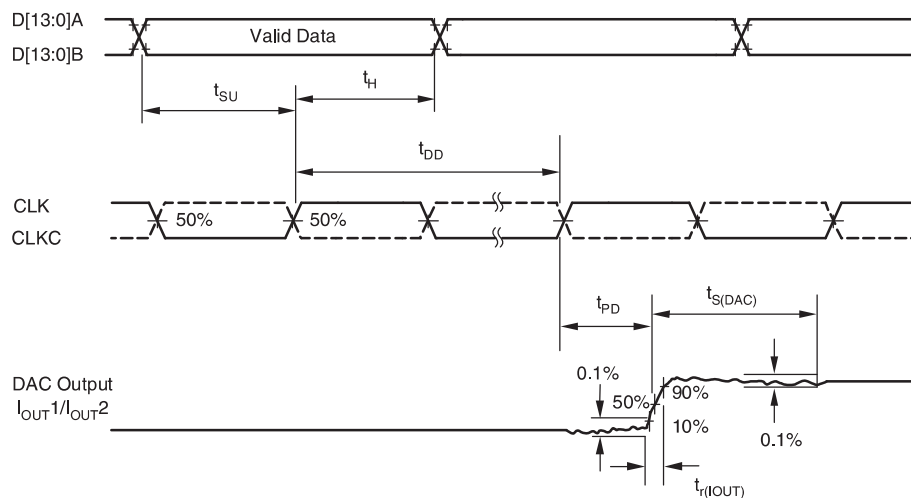 D[13:0]A
Valid Data
D[13:0]B
tSU
tH
tDD
CLK
50%
50%
CLKC
tPD
tS(DAC)
DAC Output
IOUT1/IOUT2
0.1%
50%
90%
10%
0.1%
tr(IOUT)